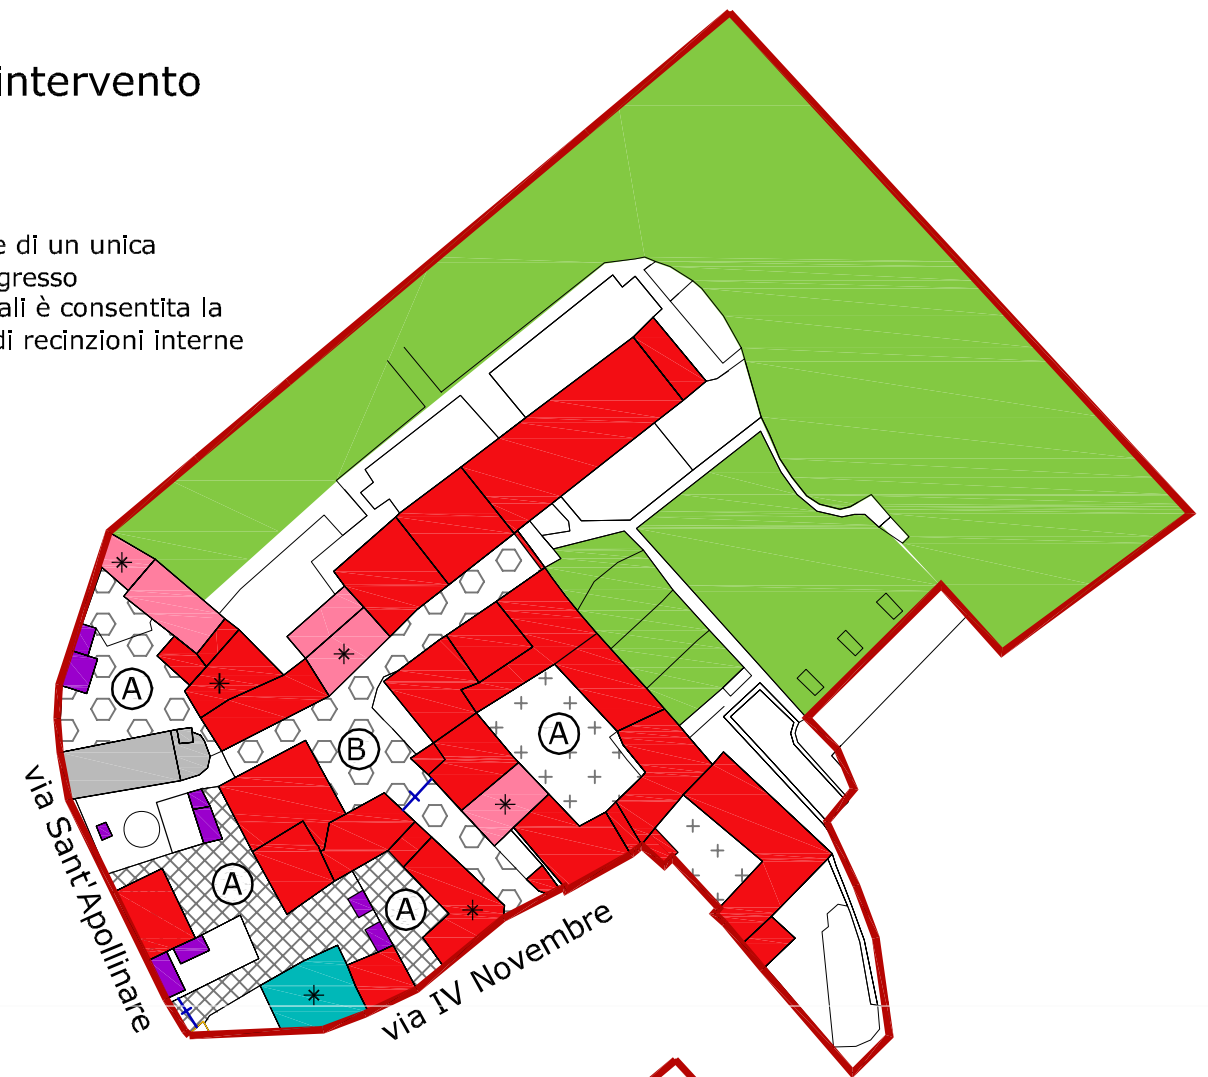 intervento
e di un unica
gresso
ali è consentita la
di recinzioni interne
A
A
B
A
A
via Sant'Apollinare
via IV Novembre